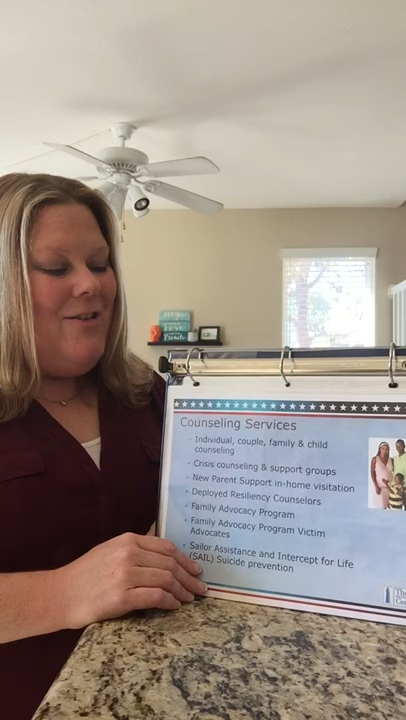 Counseling Services
Individual, couple, family & child
counseling
Crisis counseling & support groups
New Parent Support in-home visitation
Deployed Resiliency Counselors
Family Advocacy Program
Family Advocacy Program Victim
Advocates
Sailor Assistance and Intercept for Life
(SAIL) Suicide prevention